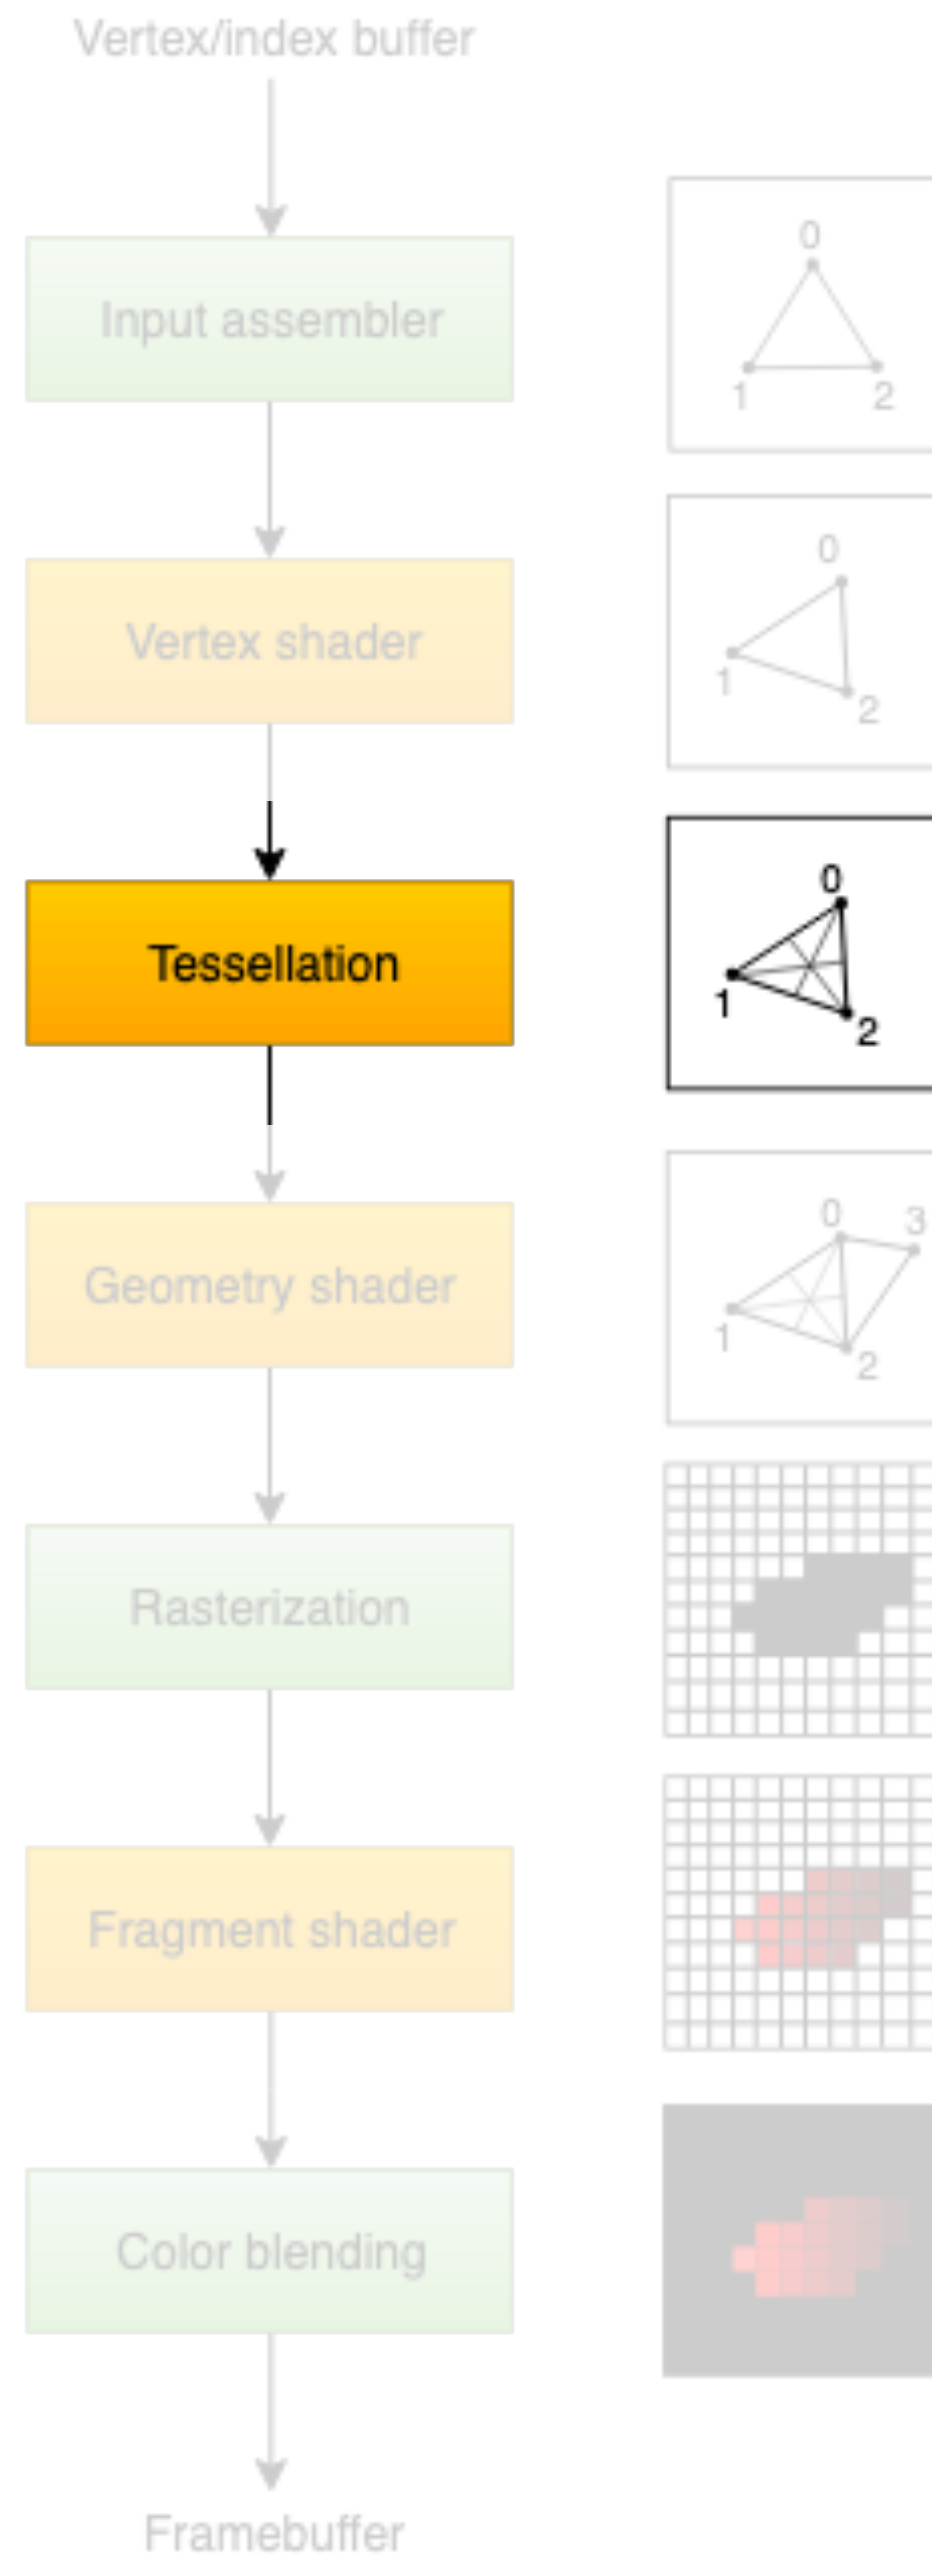 Vertex/index buffer
Input assembler
0
1
2
Vertex shader
0
1
2
Tessellation
0
1
2
Geometry shader
0
3
1
2
Rasterization
Fragment shader
Color blending
Framebuffer